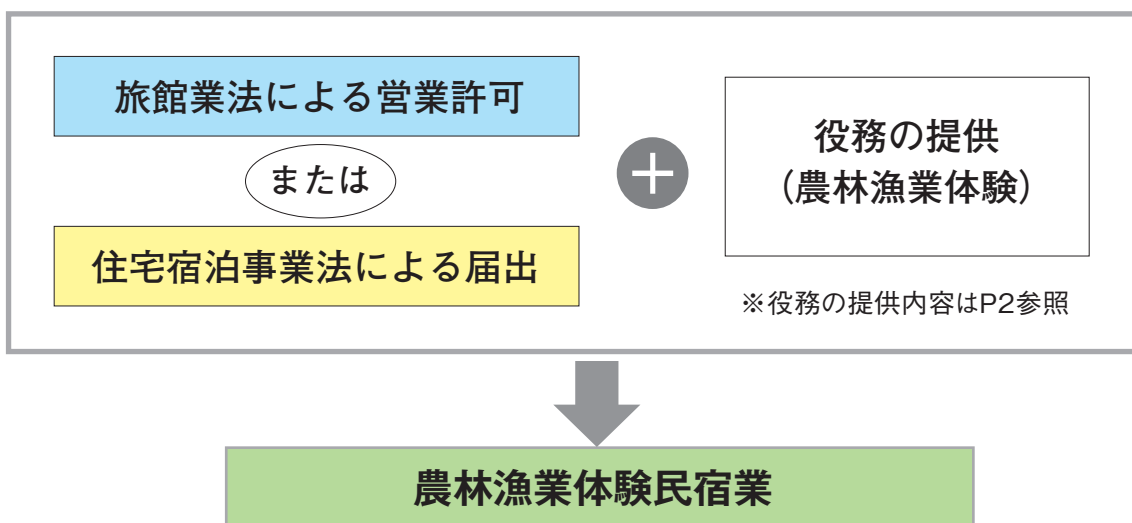 旅館業法による営業許可
または
住宅宿泊事業法による届出
＋
役務の提供
（農林漁業体験）
※役務の提供内容はP2参照
農林漁業体験民宿業